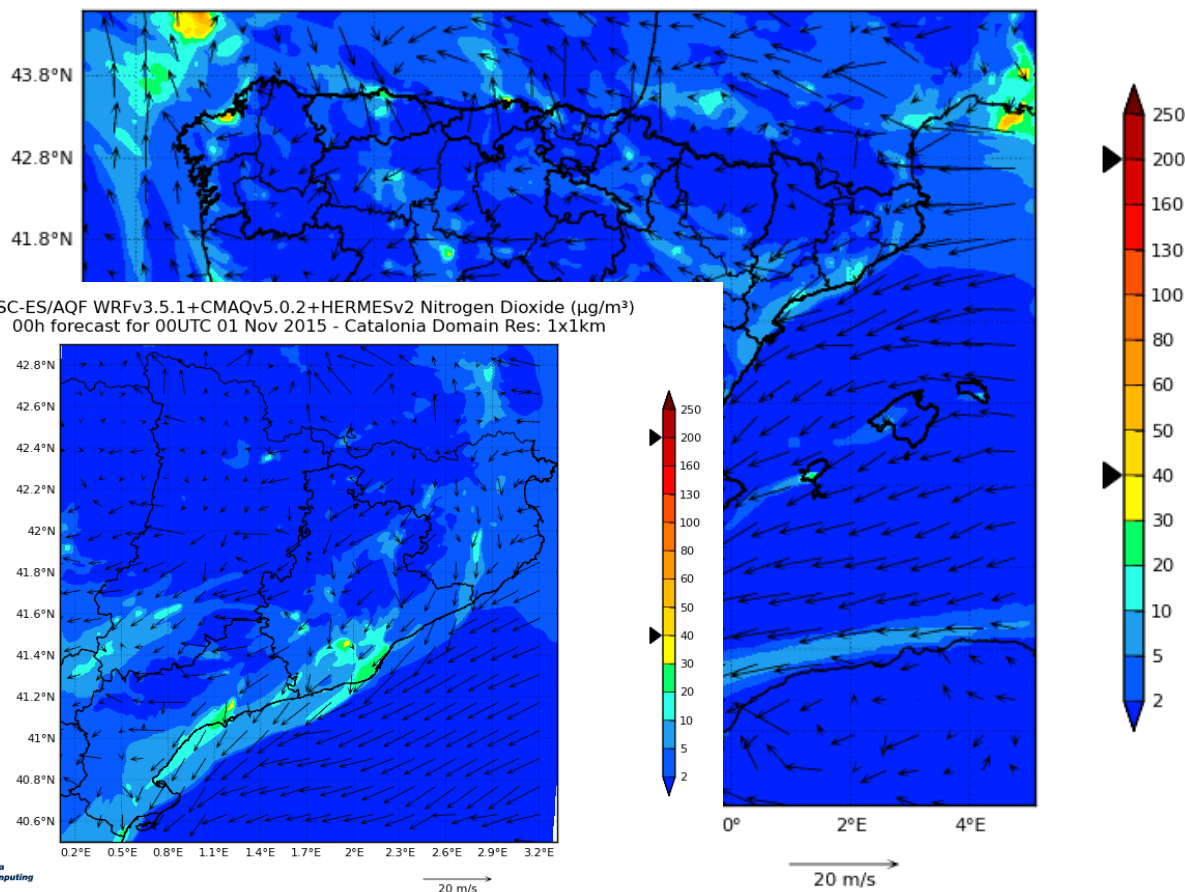 43.8°N
42.8°N
41.8°N
250
200
160
130
100
80
60
50
40
30
20
10
5
2
SC-ES/AQF WRFv3.5.1+CMAQv5.0.2+HERMESv2 Nitrogen Dioxide (µg/m³)
00h forecast for 00UTC 01 Nov 2015 - Catalonia Domain Res: 1x1km
42.8°N
42.6°N
42.4°N
42.2°N
42°N
41.8°N
41.6°N
41.4°N
41.2°N
41°N
40.8°N
40.6°N
250
200
160
130
100
80
60
50
40
30
20
10
5
2
0.2°E 0.5°E 0.8°E 1.1°E 1.4°E 1.7°E 2°E 2.3°E 2.6°E 2.9°E 3.2°E
0° 2°E 4°E
a
nputing
20 m/s
20 m/s